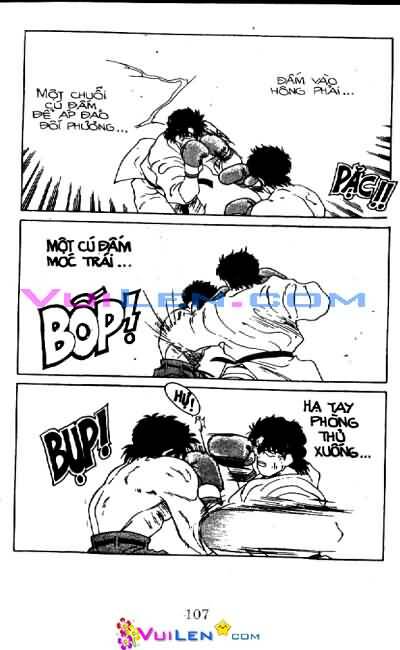 MỘT CHUỖI
CÚ ĐẤM
ĐỂ ÁP ĐẢO
ĐỐI PHƯƠNG...
ĐẤM VÀO
HÔNG PHẢI...
PẶC!!
MỘT CÚ ĐẤM
MÓC TRÁI...
VUILEN.COM
BỐP!
BỤP!
HỰ!
HẠ TAY
PHÒNG
THỦ
XUỐNG...
107
VUILEN.COM